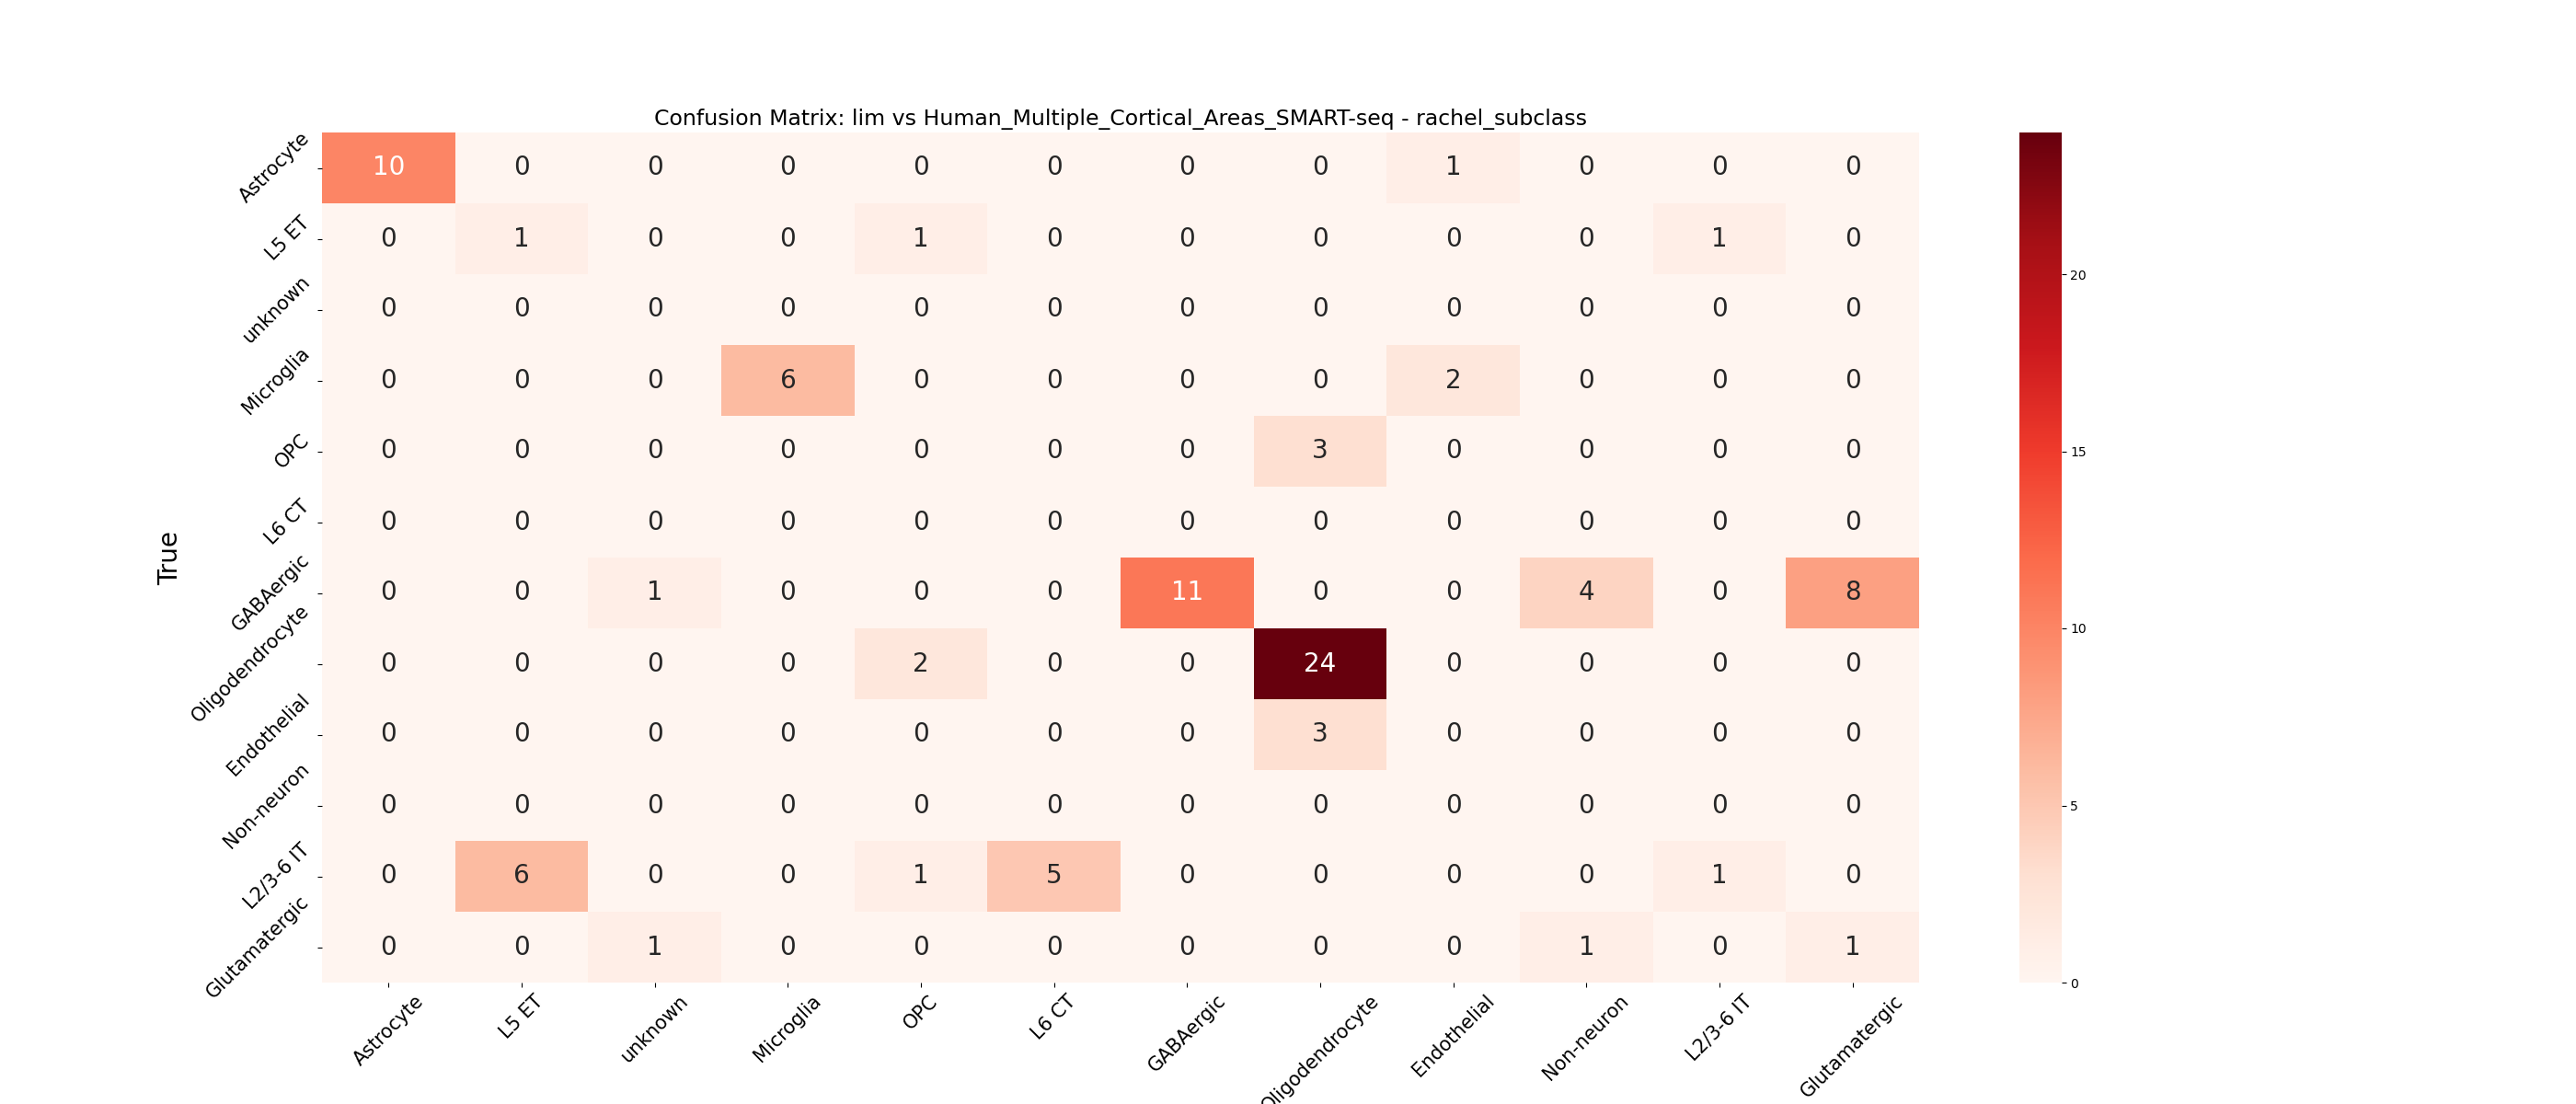 Confusion Matrix: lim vs Human_Multiple_Cortical_Areas_SMART-seq - rachel_subclass
True
Astrocyte 10 0 0 0 0 0 0 0 1 0 0 0
L5 ET 0 1 0 0 1 0 0 0 0 0 1 0
unknown 0 0 0 0 0 0 0 0 0 0 0 0
Microglia 0 0 0 6 0 0 0 0 2 0 0 0
OPC 0 0 0 0 0 0 0 3 0 0 0 0
L6 CT 0 0 0 0 0 0 0 0 0 0 0 0
GABAergic 0 0 1 0 0 0 11 0 0 4 0 8
Oligodendrocyte 0 0 0 0 2 0 0 24 0 0 0 0
Endothelial 0 0 0 0 0 0 0 3 0 0 0 0
Non-neuron 0 0 0 0 0 0 0 0 0 0 0 0
L2/3-6 IT 0 6 0 0 1 5 0 0 0 0 1 0
Glutamatergic 0 0 1 0 0 0 0 0 0 1 0 1
Astrocyte L5 ET unknown Microglia OPC L6 CT GABAergic Oligodendrocyte Endothelial Non-neuron L2/3-6 IT Glutamatergic
20
15
10
5
0